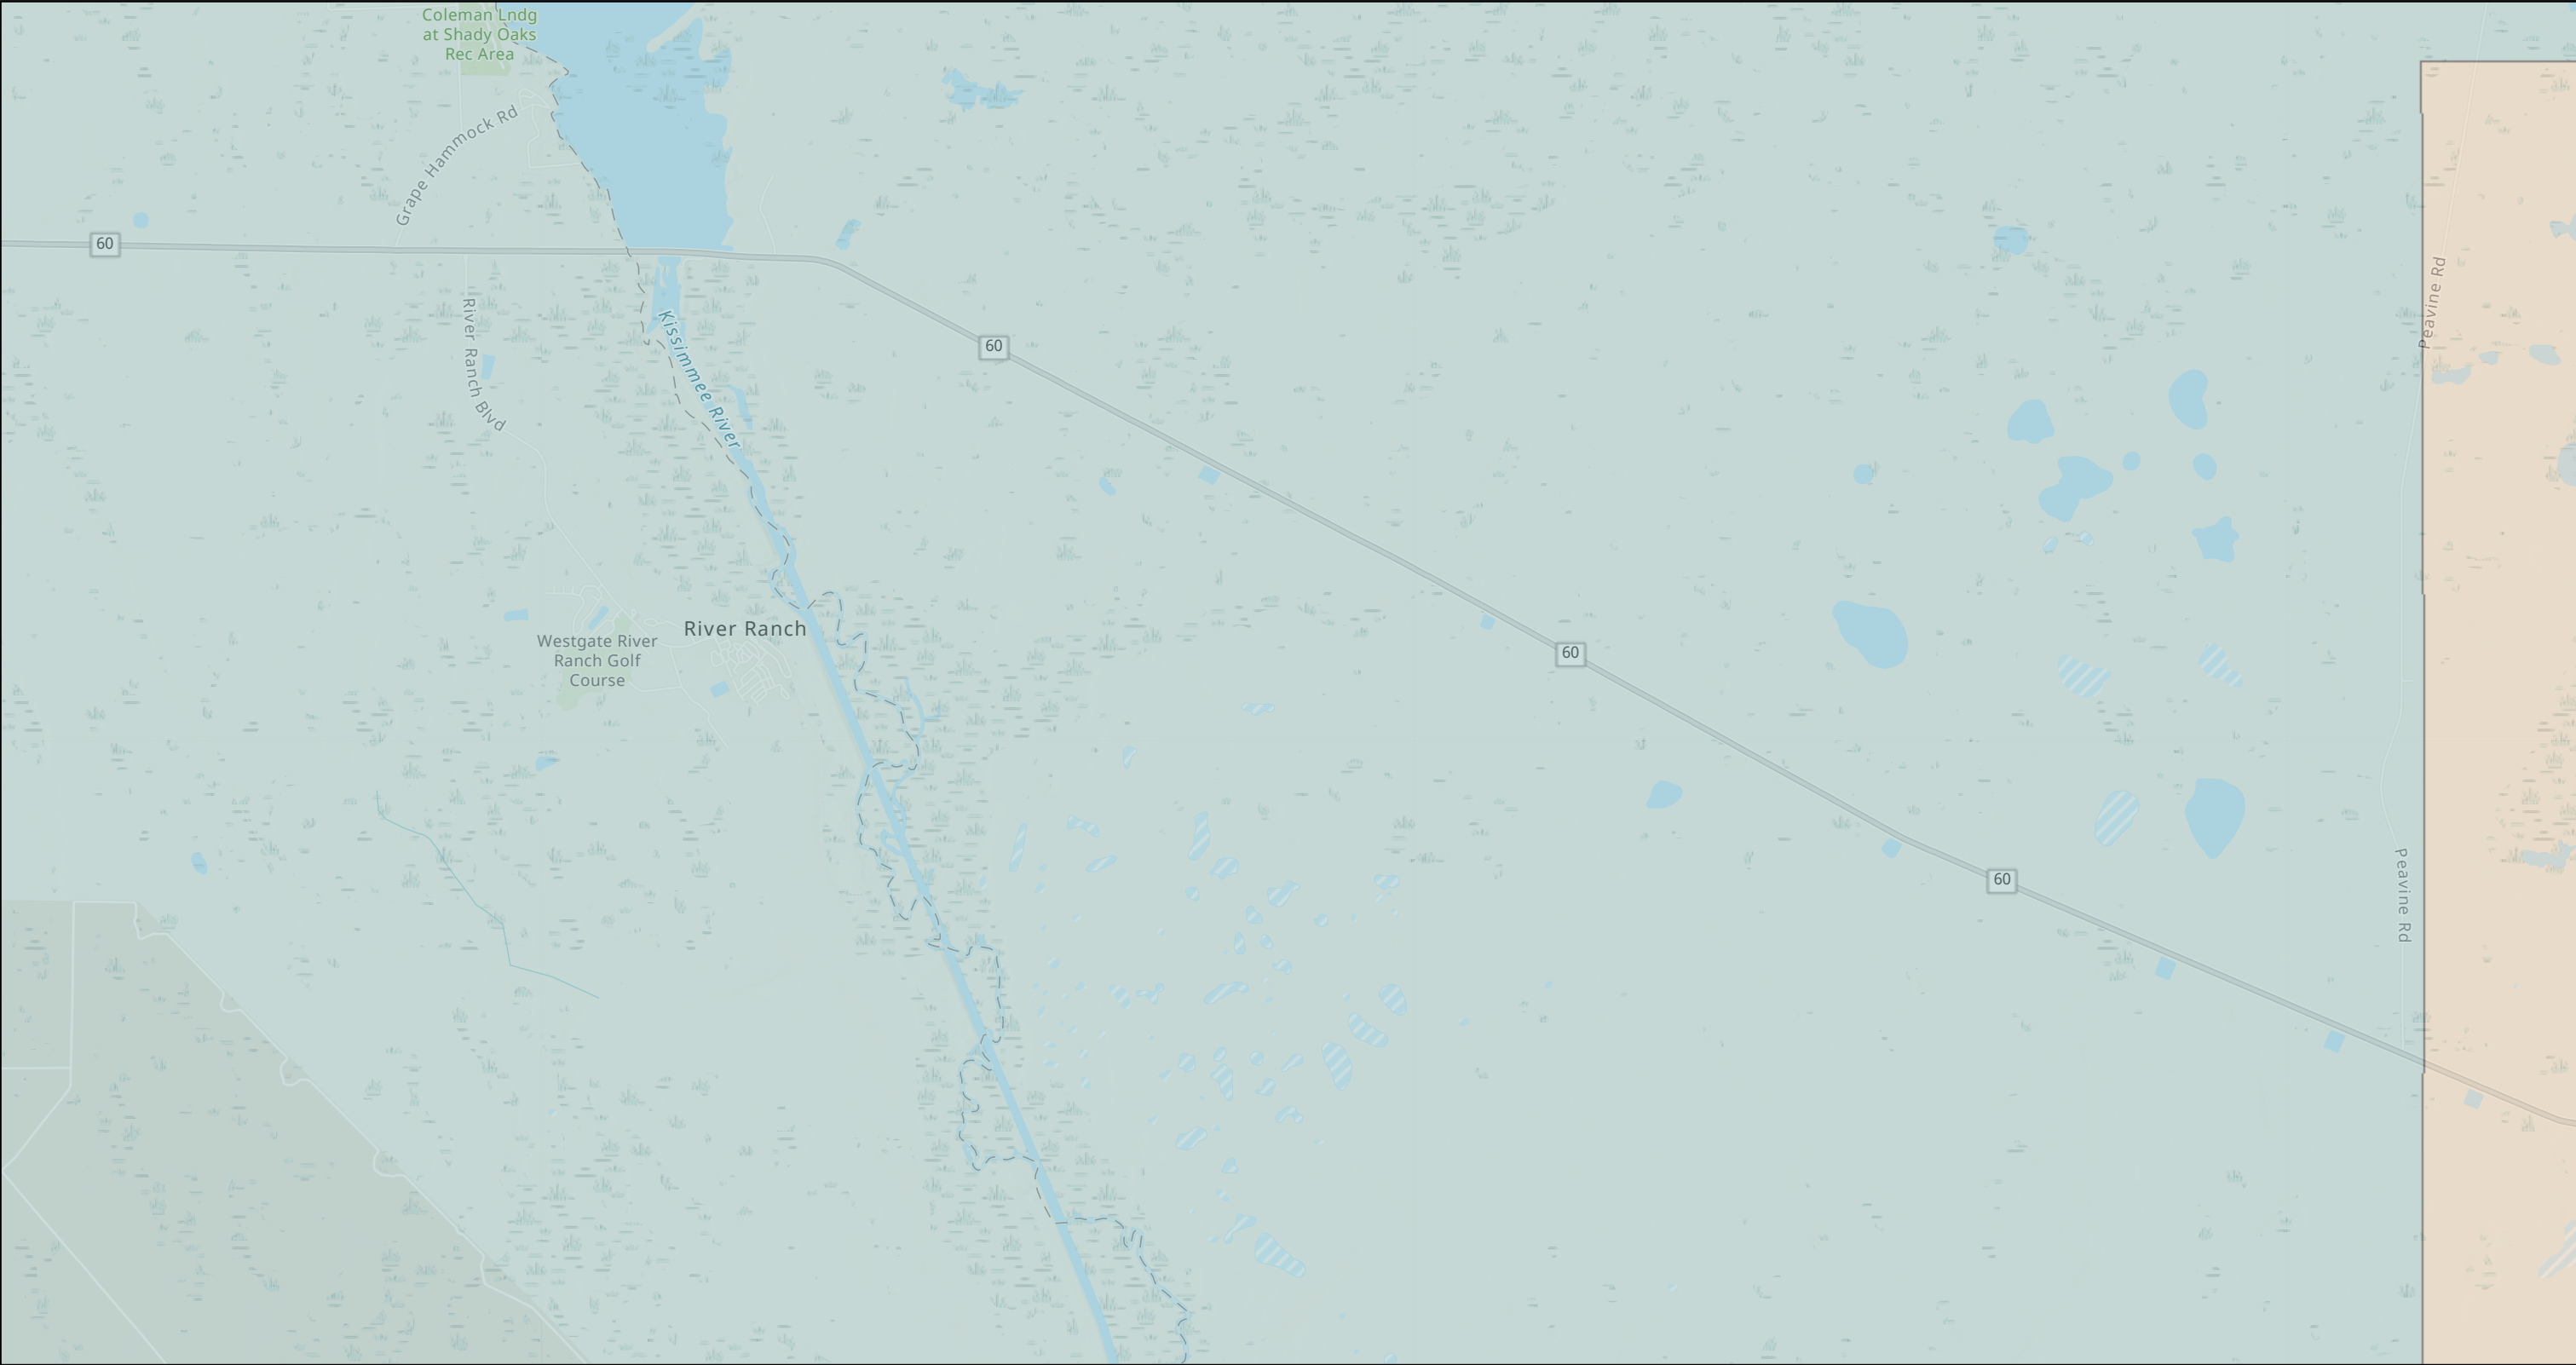 Coleman Lndg
at Shady Oaks
Rec Area
Grape Hammock Rd
60
River Ranch Blvd
Kissimmee River
60
Peavine Rd
River Ranch
Westgate River
Ranch Golf
Course
60
60
Peavine Rd